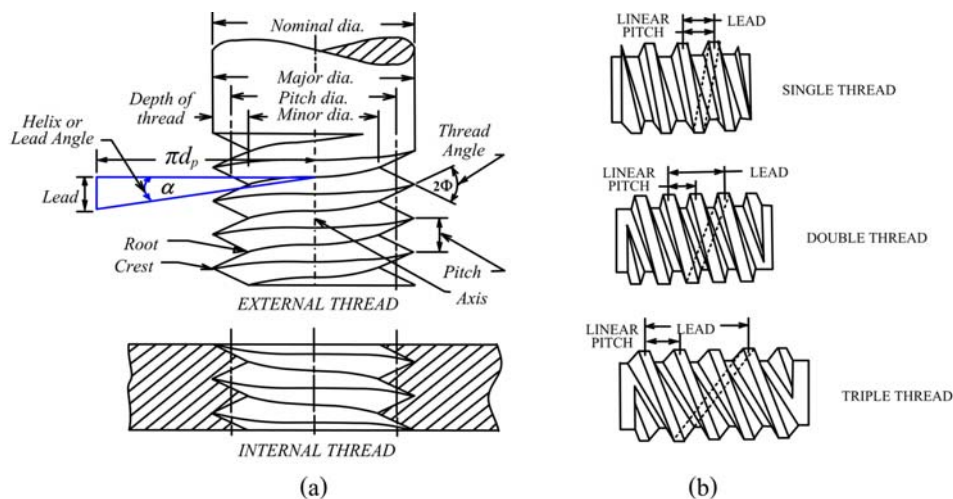 Nominal dia.
Major dia.
Depth of
thread
Pitch dia.
Minor dia.
Helix or
Lead Angle
πdₚ
Thread
Angle
α
2Φ
Lead
Root
Crest
Pitch
Axis
EXTERNAL THREAD
INTERNAL THREAD
(a)
LINEAR
PITCH
LEAD
SINGLE THREAD
LINEAR
PITCH
LEAD
DOUBLE THREAD
LINEAR
PITCH
LEAD
TRIPLE THREAD
(b)